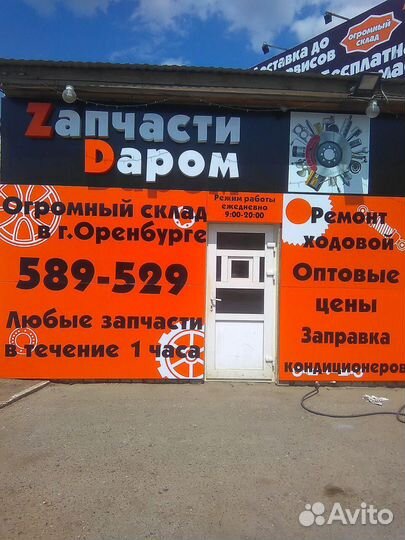 огромный
склад
доставка до
сервисов
бесплатна
Zапчасти
Dаром
Режим работы
ежедневно
9:00-20:00
Огромный склад
в г.Оренбурге
589-529
Любые запчасти
в течение 1 часа
Ремонт
ходовой
Оптовые
цены
Заправка
кондиционеров
Avito